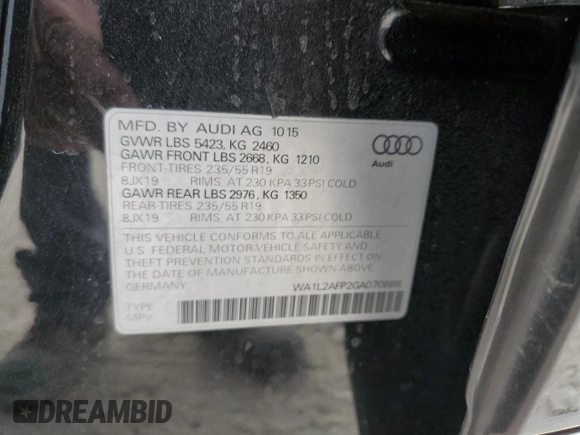 MFD. BY AUDI AG 1015
GVWR LBS 5423, KG 2460
GAWR FRONT LBS 2668, KG 1210
FRONT-TIRES 235/55 R19
8JX19 RIMS, AT 230 KPA 33PSI COLD
GAWR REAR LBS 2976, KG 1350
REAR-TIRES 235/55 R19
8JX19 RIMS, AT 230 KPA 33PSI COLD
Audi
THIS VEHICLE CONFORMS TO ALL APPLICABLE
U.S. FEDERAL MOTOR-VEHICLE SAFETY AND
THEFT PREVENTION STANDARDS IN EFFECT ON
THE DATE OF MANUFACTURE SHOWN ABOVE.
GERMANY
WA1L2AFP2GA070688
TYPE
MPV
DREAMBID